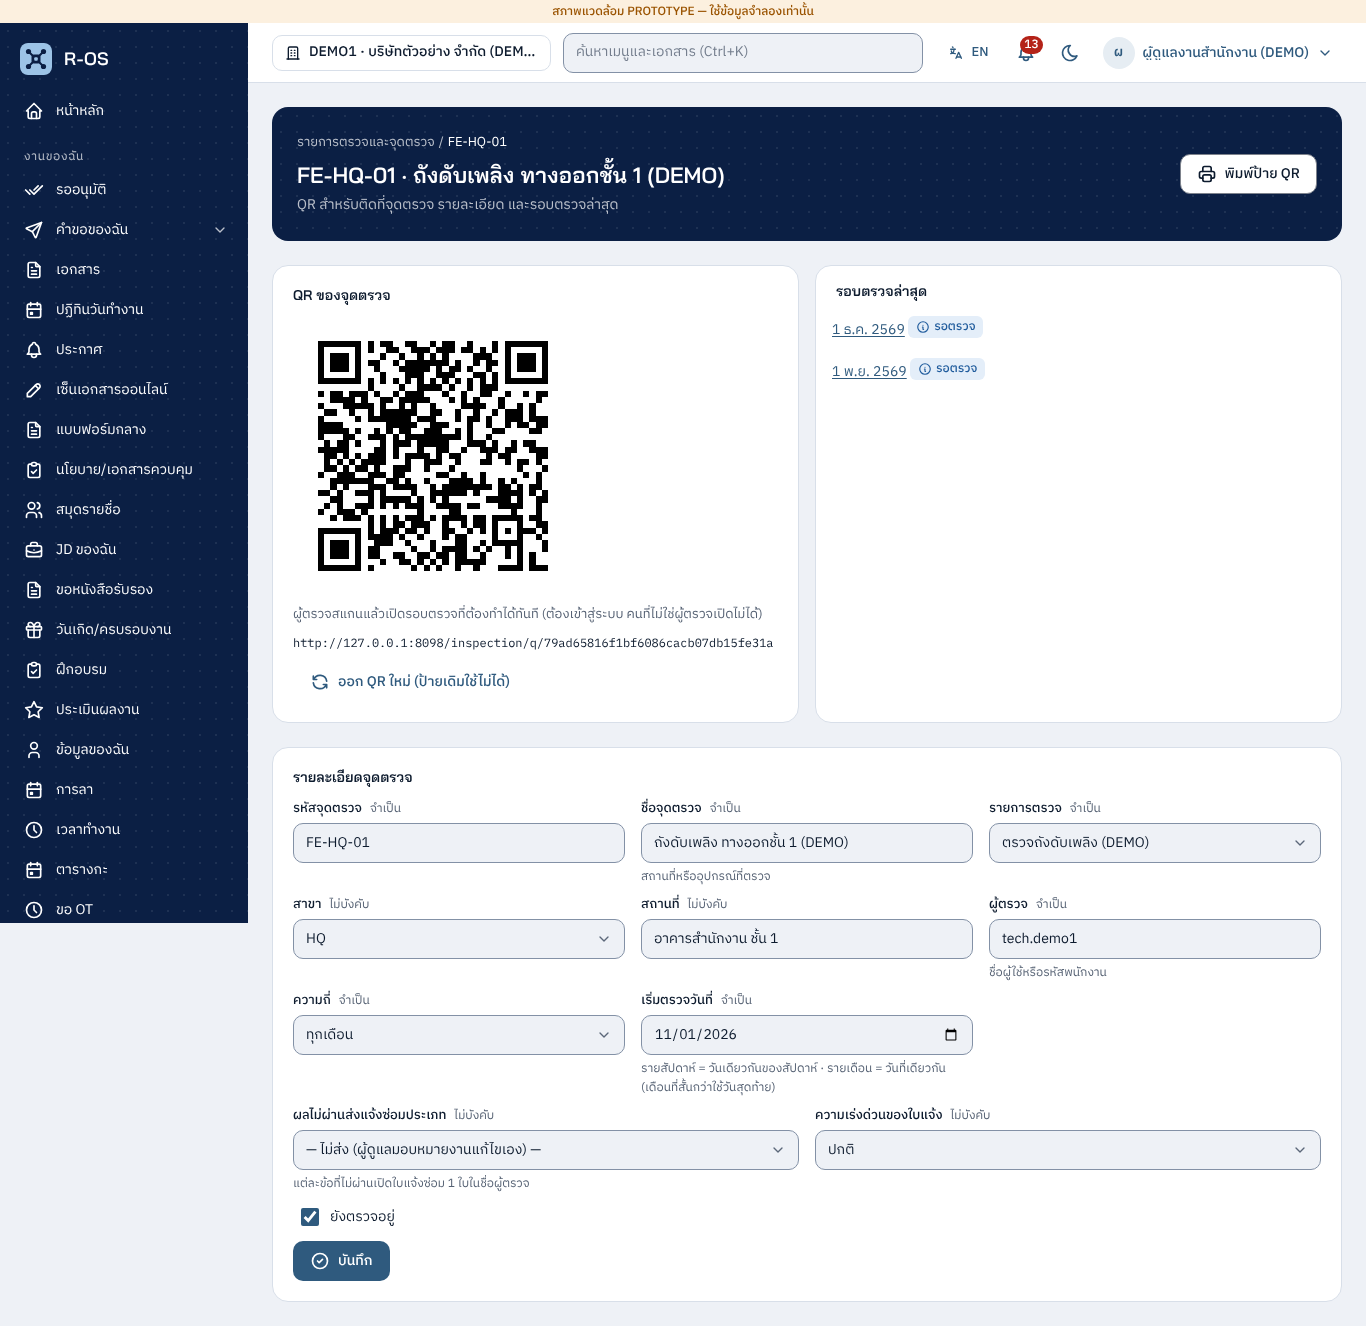 สภาพแวดล้อม PROTOTYPE — ใช้ข้อมูลจำลองเท่านั้น
R-OS
หน้าหลัก
งานของฉัน
รออนุมัติ
คำขอของฉัน
เอกสาร
ปฏิทินวันทำงาน
ประกาศ
เซ็นเอกสารออนไลน์
แบบฟอร์มกลาง
นโยบาย/เอกสารควบคุม
สมุดรายชื่อ
JD ของฉัน
ขอหนังสือรับรอง
วันเกิด/ครบรอบงาน
ฝึกอบรม
ประเมินผลงาน
ข้อมูลของฉัน
การลา
เวลาทำงาน
ตารางกะ
ขอ OT
DEMO1 · บริษัทตัวอย่าง จำกัด (DEM...
ค้นหาเมนูและเอกสาร (Ctrl+K)
EN
13
ผ
ผู้ดูแลงานสำนักงาน (DEMO)
รายการตรวจและจุดตรวจ / FE-HQ-01
FE-HQ-01 · ถังดับเพลิง ทางออกชั้น 1 (DEMO)
QR สำหรับติดที่จุดตรวจ รายละเอียด และรอบตรวจล่าสุด
พิมพ์ป้าย QR
QR ของจุดตรวจ
ผู้ตรวจสแกนแล้วเปิดรอบตรวจที่ต้องทำได้ทันที (ต้องเข้าสู่ระบบ คนที่ไม่ใช่ผู้ตรวจเปิดไม่ได้)
http://127.0.0.1:8098/inspection/q/79ad65816f1bf6086cacb07db15fe31a
ออก QR ใหม่ (ป้ายเดิมใช้ไม่ได้)
รอบตรวจล่าสุด
1 ธ.ค. 2569 รอตรวจ
1 พ.ย. 2569 รอตรวจ
รายละเอียดจุดตรวจ
รหัสจุดตรวจ จำเป็น
FE-HQ-01
ชื่อจุดตรวจ จำเป็น
ถังดับเพลิง ทางออกชั้น 1 (DEMO)
สถานที่หรืออุปกรณ์ที่ตรวจ
รายการตรวจ จำเป็น
ตรวจถังดับเพลิง (DEMO)
สาขา ไม่บังคับ
HQ
สถานที่ ไม่บังคับ
อาคารสำนักงาน ชั้น 1
ผู้ตรวจ จำเป็น
tech.demo1
ชื่อผู้ใช้หรือรหัสพนักงาน
ความถี่ จำเป็น
ทุกเดือน
เริ่มตรวจวันที่ จำเป็น
11/01/2026
รายสัปดาห์ = วันเดียวกันของสัปดาห์ · รายเดือน = วันที่เดียวกัน
(เดือนที่สั้นกว่าใช้วันสุดท้าย)
ผลไม่ผ่านส่งแจ้งซ่อมประเภท ไม่บังคับ
— ไม่ส่ง (ผู้ดูแลมอบหมายงานแก้ไขเอง) —
แต่ละข้อที่ไม่ผ่านเปิดใบแจ้งซ่อม 1 ใบในชื่อผู้ตรวจ
ความเร่งด่วนของใบแจ้ง ไม่บังคับ
ปกติ
ยังตรวจอยู่
บันทึก